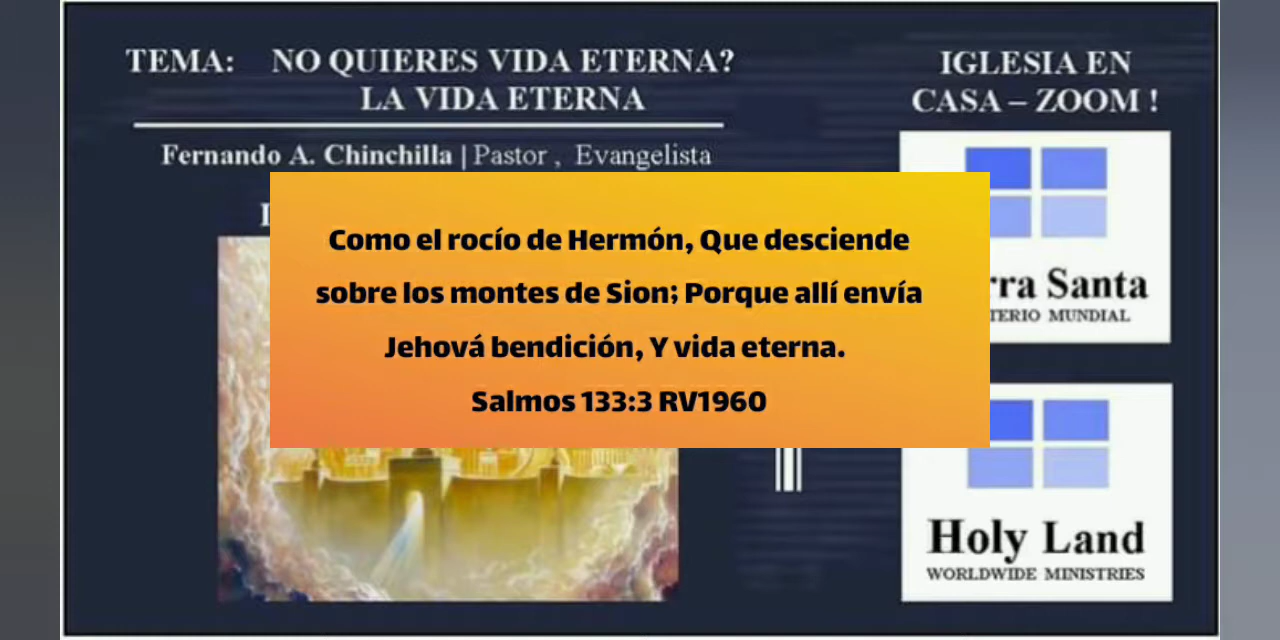 TEMA: NO QUIERES VIDA ETERNA?
LA VIDA ETERNA
Fernando A. Chinchilla | Pastor , Evangelista
IGLESIA EN
CASA – ZOOM !
Como el rocío de Hermón, Que desciende
sobre los montes de Sion; Porque allí envía
Jehová bendición, Y vida eterna.
Salmos 133:3 RV1960
Santa
MUNDIAL
Holy Land
WORLDWIDE MINISTRIES